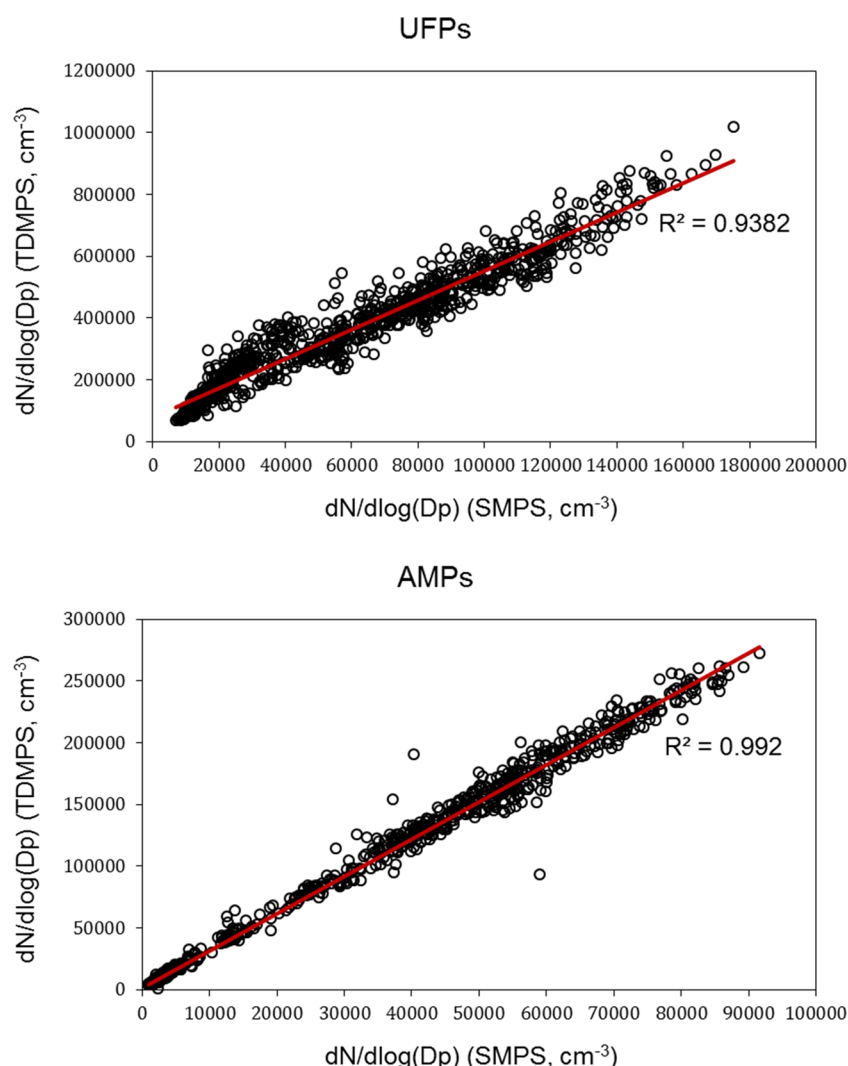 UFPs
1200000
1000000
800000
600000
400000
200000
0
dN/dlog(Dp) (TDMPS, cm⁻³)
R² = 0.9382
0 20000 40000 60000 80000 100000 120000 140000 160000 180000 200000
dN/dlog(Dp) (SMPS, cm⁻³)
AMPs
300000
250000
200000
150000
100000
50000
0
dN/dlog(Dp) (TDMPS, cm⁻³)
R² = 0.992
0 10000 20000 30000 40000 50000 60000 70000 80000 90000 100000
dN/dlog(Dp) (SMPS, cm⁻³)